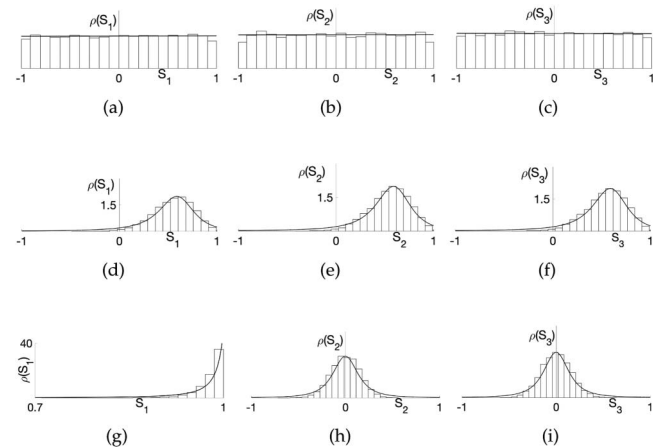 ρ(S1) ρ(S2) ρ(S3)
-1 0 S1 1 -1 0 S2 1 -1 0 S3 1
(a) (b) (c)
ρ(S1) ρ(S2) ρ(S3)
1.5 1.5 1.5
-1 0 S1 1 -1 0 S2 1 -1 0 S3 1
(d) (e) (f)
40 ρ(S2) ρ(S3)
ρ(S1)
0.7 S1 1 -1 0 S2 1 -1 0 S3 1
(g) (h) (i)